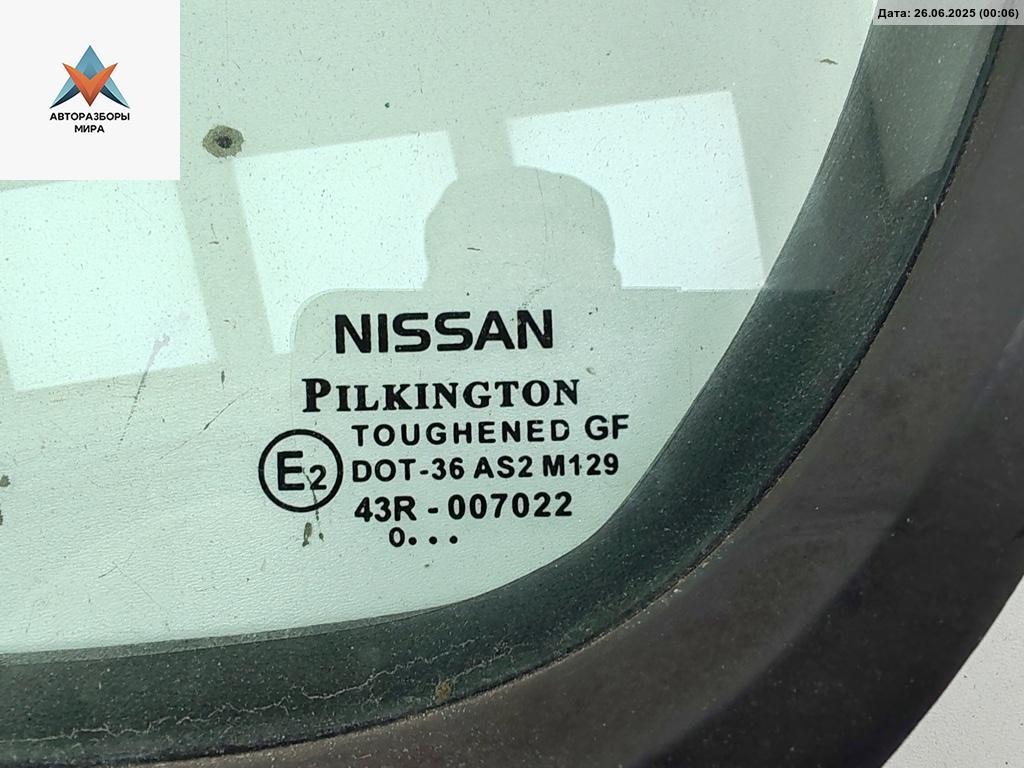 Дата: 26.06.2025 (00:06)
АВТОРАЗБОРЫ
МИРА
NISSAN
PILKINGTON
TOUGHENED GF
E2
DOT-36 AS2 M129
43R - 007022
0...